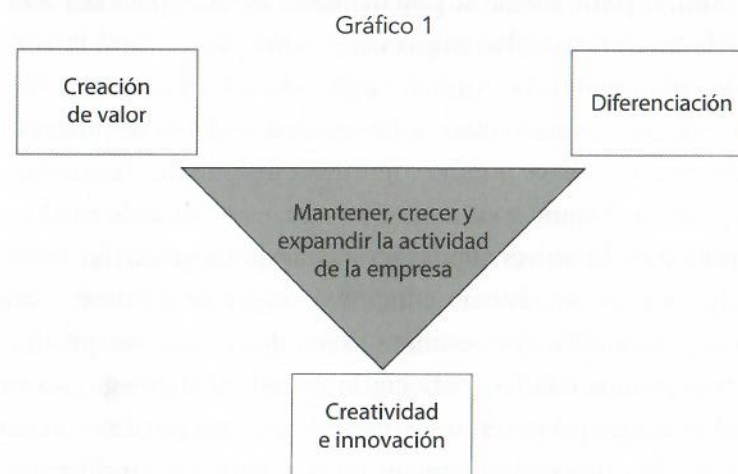 Gráfico 1
Creación
de valor
Diferenciación
Mantener, crecer y
expamdir la actividad
de la empresa
Creatividad
e innovación